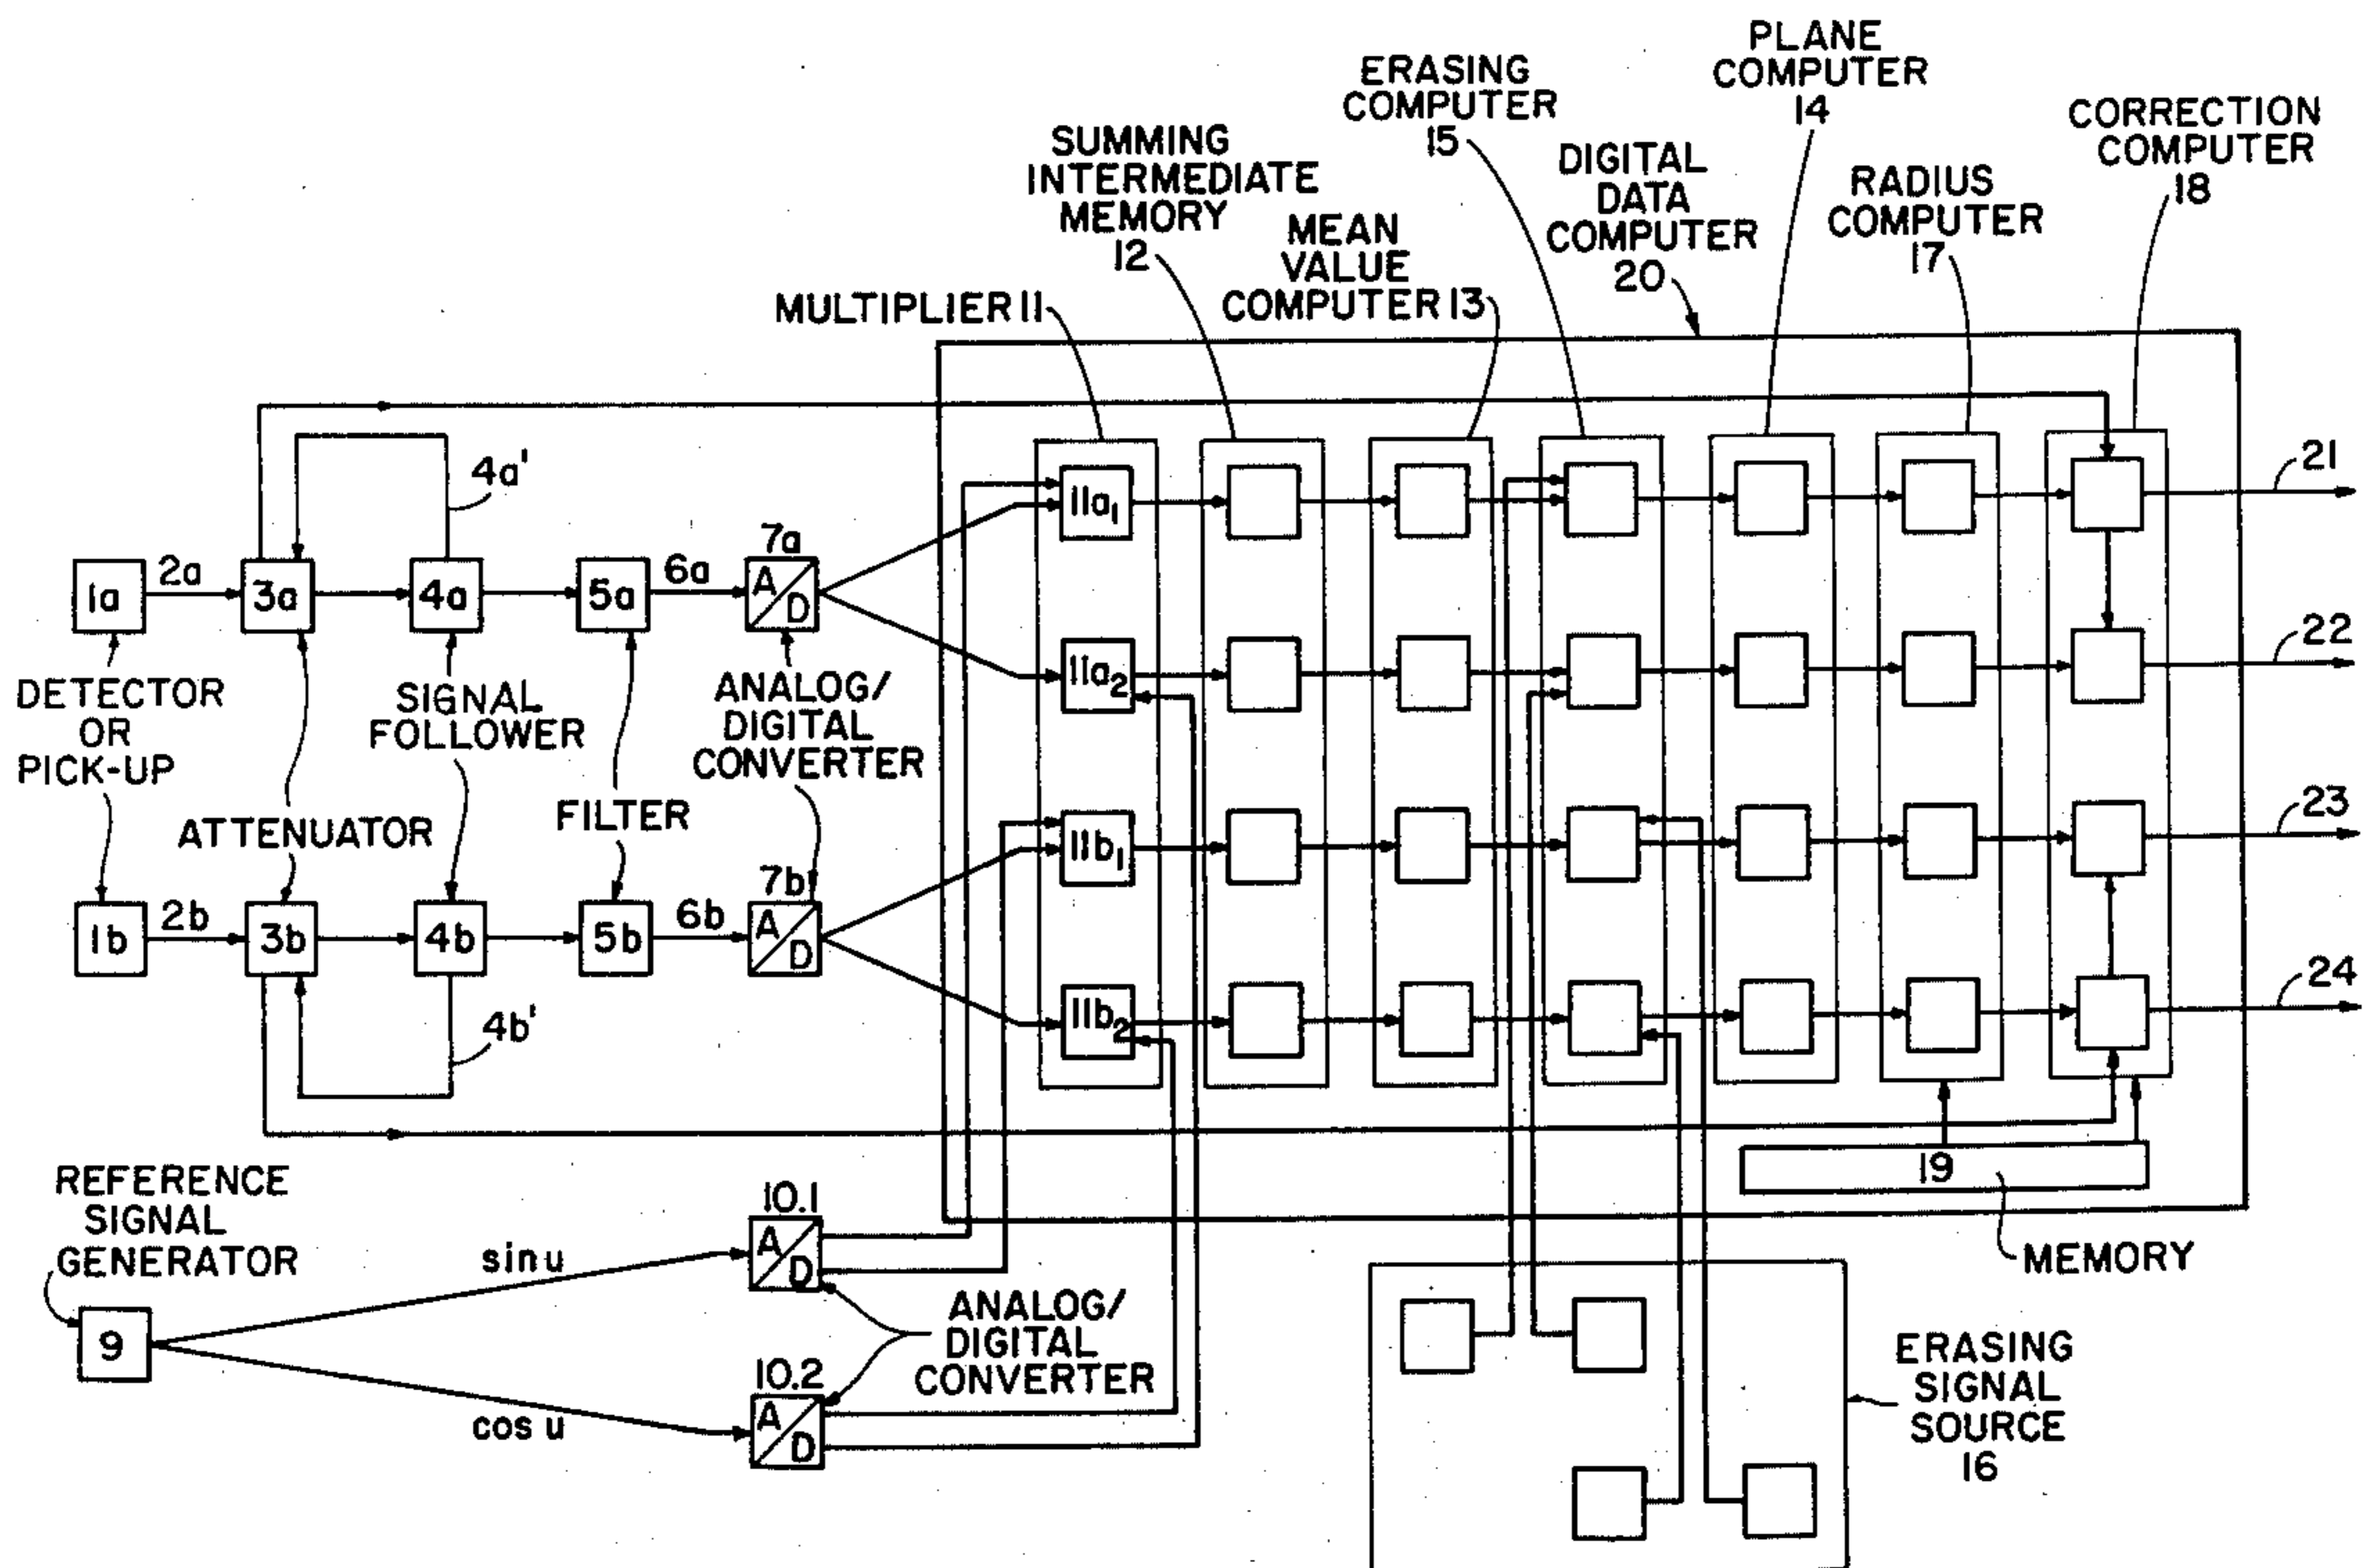 PLANE
COMPUTER
14
ERASING
COMPUTER
15
CORRECTION
COMPUTER
18
SUMMING
INTERMEDIATE
MEMORY
12
DIGITAL
DATA
COMPUTER
20
RADIUS
COMPUTER
17
MEAN
VALUE
COMPUTER 13
MULTIPLIER 11
4a'
21
11a1
7a
1a
2a
3a
4a
5a
6a
A/D
22
11a2
DETECTOR
OR
PICK-UP
SIGNAL
FOLLOWER
ANALOG/
DIGITAL
CONVERTER
ATTENUATOR
FILTER
23
11b1
7b
1b
2b
3b
4b
5b
6b
A/D
24
11b2
4b'
19
MEMORY
REFERENCE
SIGNAL
GENERATOR
9
sin u
10.1
A/D
ANALOG/
DIGITAL
CONVERTER
cos u
10.2
A/D
ERASING
SIGNAL
SOURCE
16